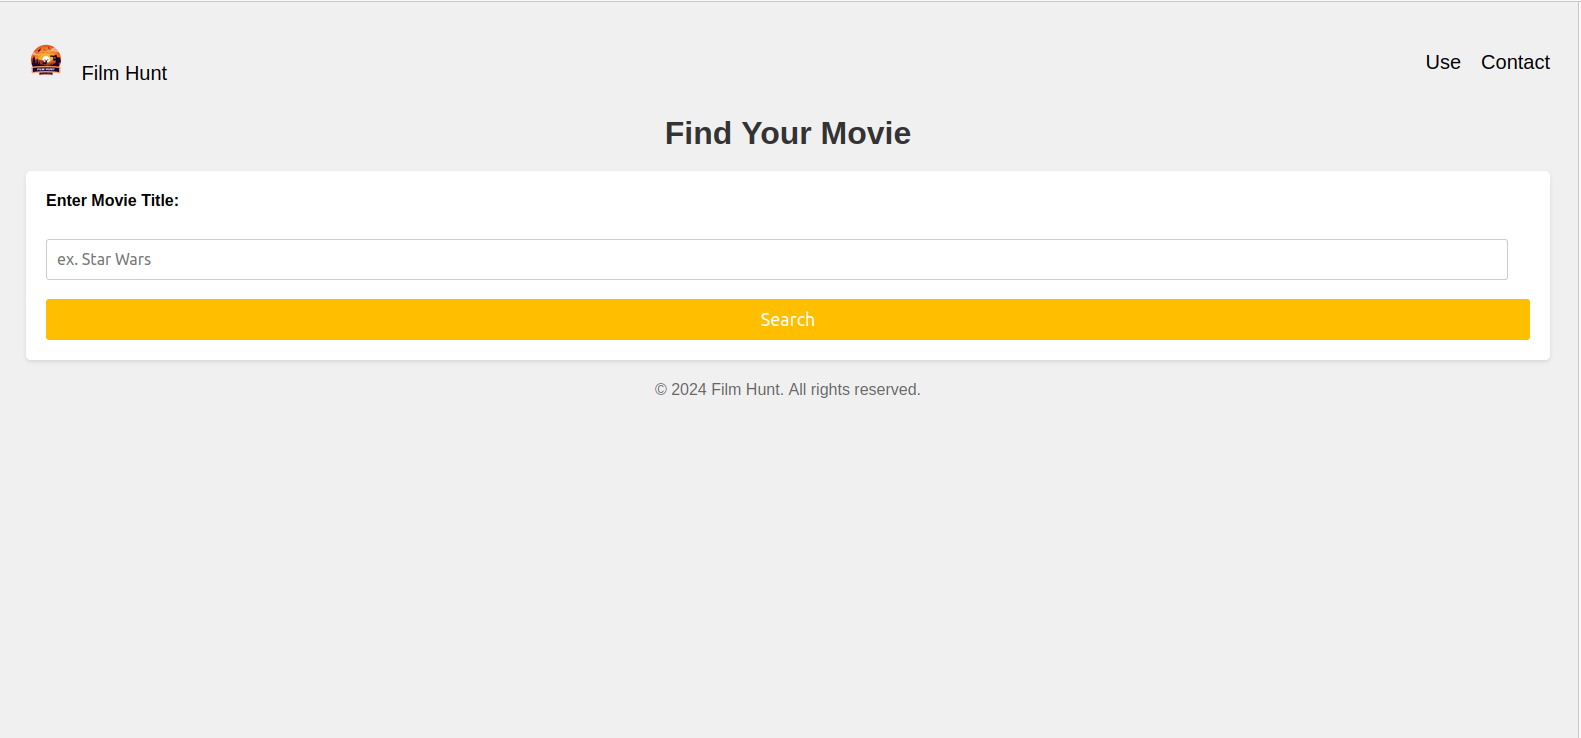 Film Hunt
Use Contact
Find Your Movie
Enter Movie Title:
ex. Star Wars
Search
© 2024 Film Hunt. All rights reserved.